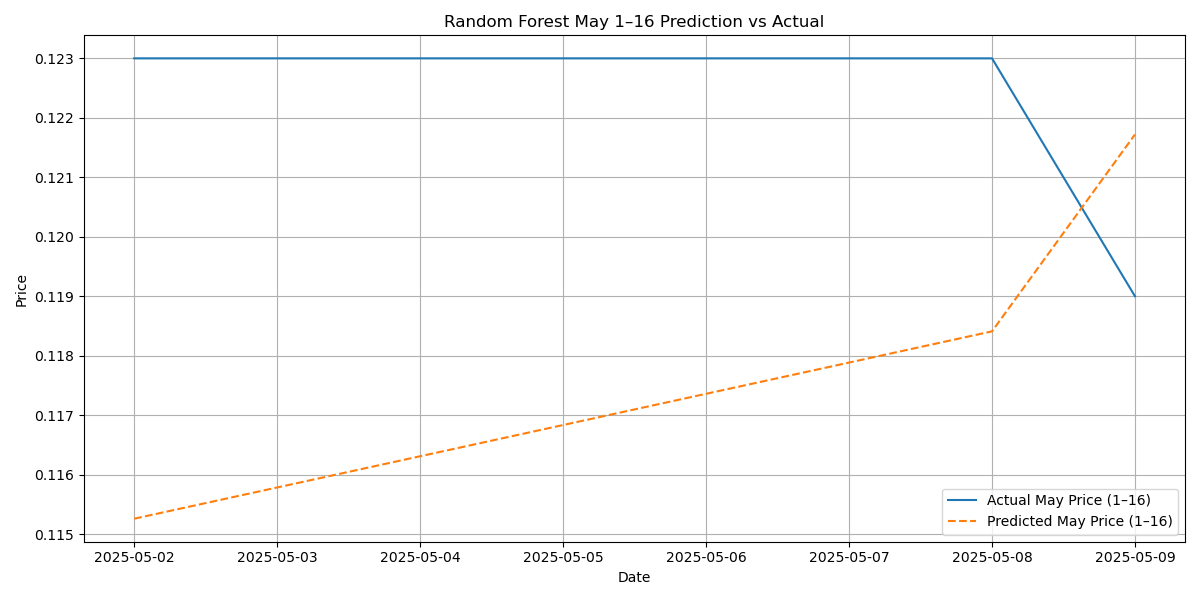 Random Forest May 1–16 Prediction vs Actual
Price
0.123
0.122
0.121
0.120
0.119
0.118
0.117
0.116
0.115
Actual May Price (1–16)
Predicted May Price (1–16)
2025-05-02 2025-05-03 2025-05-04 2025-05-05 2025-05-06 2025-05-07 2025-05-08 2025-05-09
Date